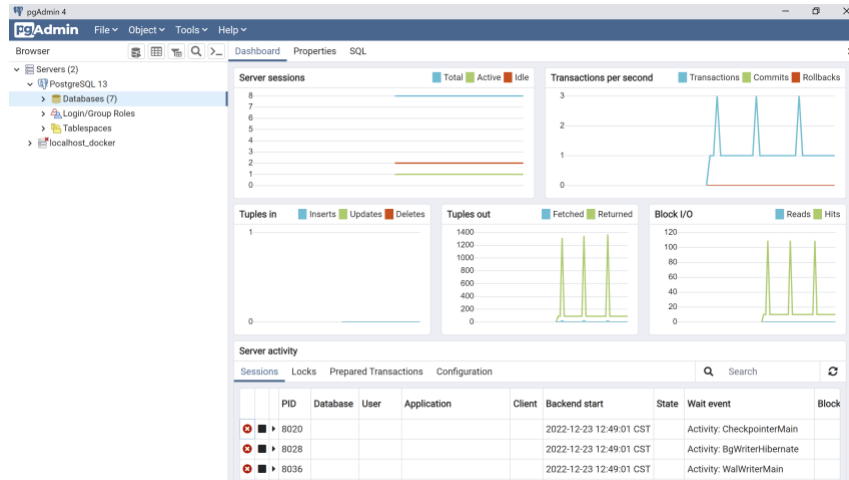 pgAdmin 4
pgAdmin File Object Tools Help
Browser Dashboard Properties SQL
Servers (2)
PostgreSQL 13
Databases (7)
Login/Group Roles
Tablespaces
localhost_docker
Server sessions Total Active Idle
8
7
6
5
4
3
2
1
0
Transactions per second Transactions Commits Rollbacks
3
2
1
0
Tuples in Inserts Updates Deletes
1
0
Tuples out Fetched Returned
1400
1200
1000
800
600
400
200
0
Block I/O Reads Hits
120
100
80
60
40
20
0
Server activity
Sessions Locks Prepared Transactions Configuration Search
PID Database User Application Client Backend start State Wait event Block
8020 2022-12-23 12:49:01 CST Activity: CheckpointerMain
8028 2022-12-23 12:49:01 CST Activity: BgWriterHibernate
8036 2022-12-23 12:49:01 CST Activity: WalWriterMain